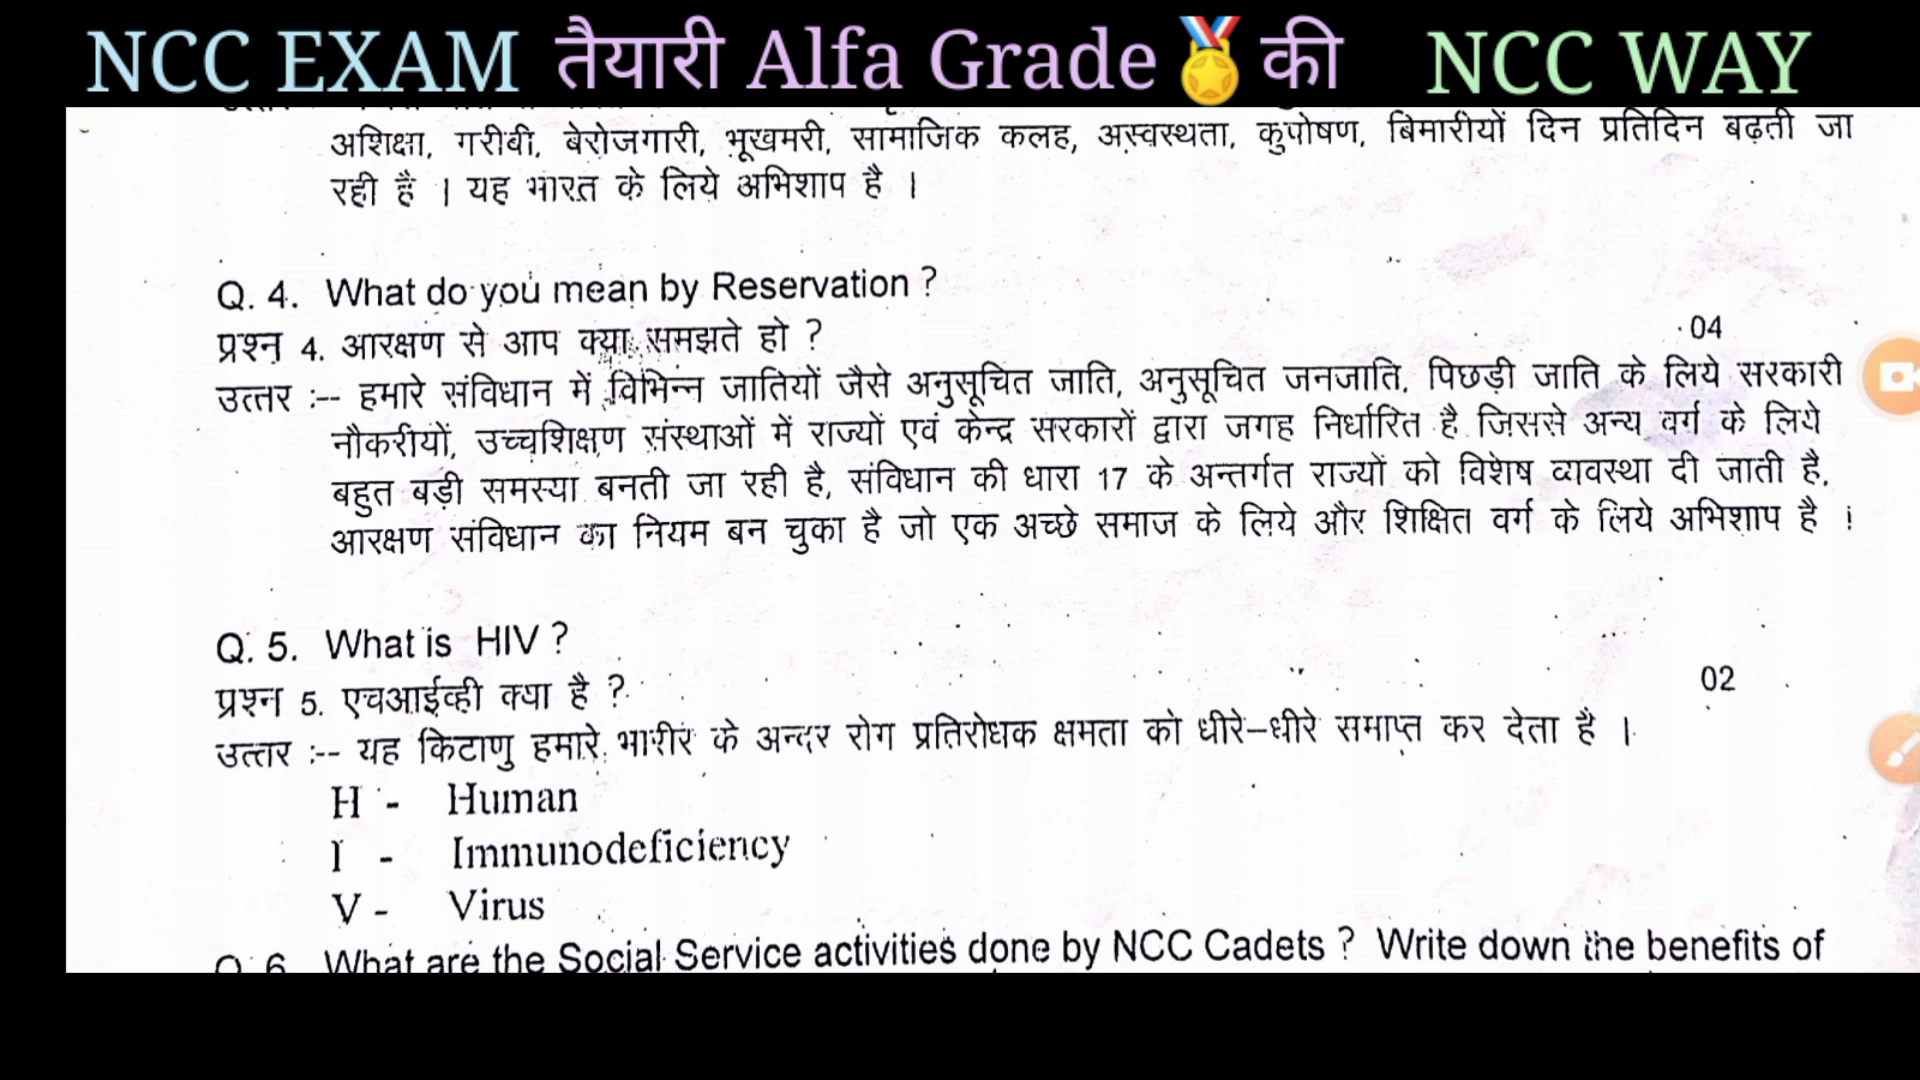 NCC EXAM तैयारी Alfa Grade🏅की NCC WAY
अशिक्षा, गरीबी, बेरोजगारी, भूखमरी, सामाजिक कलह, अस्वस्थता, कुपोषण, बिमारीयों दिन प्रतिदिन बढ़ती जा
रही है । यह भारत के लिये अभिशाप है ।
Q. 4. What do you mean by Reservation ?
प्रश्न 4. आरक्षण से आप क्या समझते हो ? 04
उत्तर :-- हमारे संविधान में विभिन्न जातियों जैसे अनुसूचित जाति, अनुसूचित जनजाति, पिछड़ी जाति के लिये सरकारी
नौकरीयों, उच्चशिक्षण संस्थाओं में राज्यों एवं केन्द्र सरकारों द्वारा जगह निर्धारित है जिससे अन्य वर्ग के लिये
बहुत बड़ी समस्या बनती जा रही है, संविधान की धारा 17 के अन्तर्गत राज्यों को विशेष व्यवस्था दी जाती है,
आरक्षण संविधान का नियम बन चुका है जो एक अच्छे समाज के लिये और शिक्षित वर्ग के लिये अभिशाप है ।
Q. 5. What is HIV ?
प्रश्न 5. एचआईव्ही क्या है ? 02
उत्तर :-- यह किटाणु हमारे भारीर के अन्दर रोग प्रतिरोधक क्षमता को धीरे–धीरे समाप्त कर देता है ।
H - Human
I - Immunodeficiency
V - Virus
Q. 6. What are the Social Service activities done by NCC Cadets ? Write down the benefits of